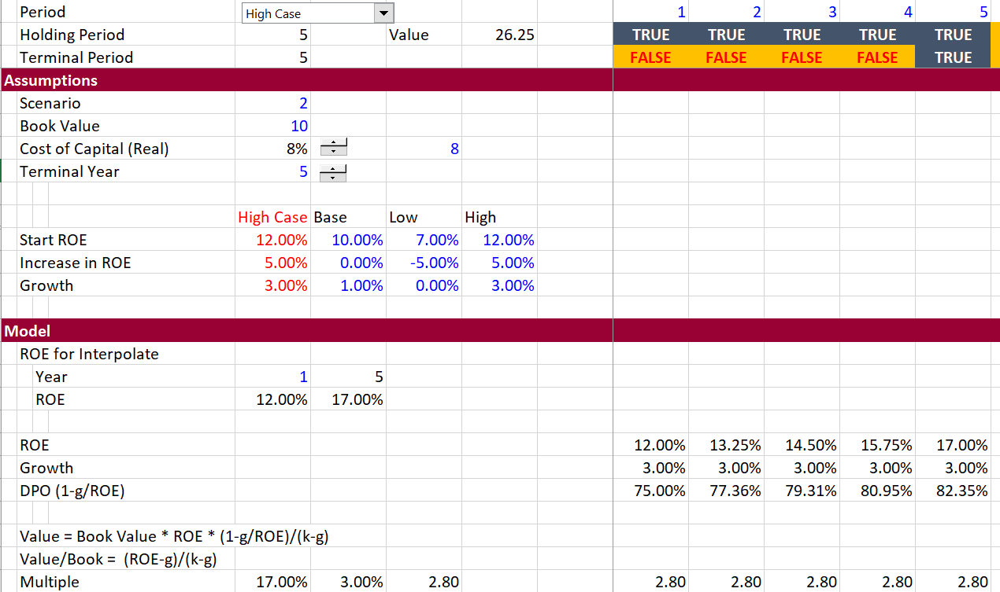 Period High Case 1 2 3 4 5
Holding Period 5 Value 26.25 TRUE TRUE TRUE TRUE TRUE
Terminal Period 5 FALSE FALSE FALSE FALSE TRUE
Assumptions
Scenario 2
Book Value 10
Cost of Capital (Real) 8% 8
Terminal Year 5
High Case Base Low High
Start ROE 12.00% 10.00% 7.00% 12.00%
Increase in ROE 5.00% 0.00% -5.00% 5.00%
Growth 3.00% 1.00% 0.00% 3.00%
Model
ROE for Interpolate
Year 1 5
ROE 12.00% 17.00%
ROE 12.00% 13.25% 14.50% 15.75% 17.00%
Growth 3.00% 3.00% 3.00% 3.00% 3.00%
DPO (1-g/ROE) 75.00% 77.36% 79.31% 80.95% 82.35%
Value = Book Value * ROE * (1-g/ROE)/(k-g)
Value/Book =  (ROE-g)/(k-g)
Multiple 17.00% 3.00% 2.80 2.80 2.80 2.80 2.80 2.80